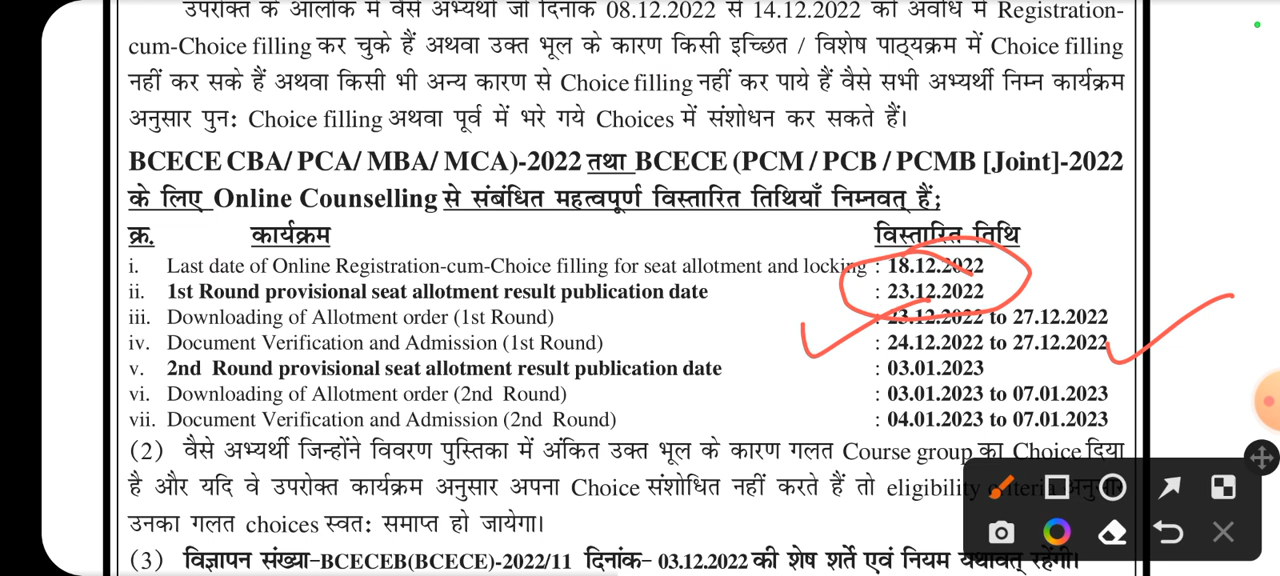 उपरोक्त के आलोक में वैसे अभ्यर्थी जो दिनांक 08.12.2022 से 14.12.2022 की अवधि में Registration-
cum-Choice filling कर चुके हैं अथवा उक्त भूल के कारण किसी इच्छित / विशेष पाठ्यक्रम में Choice filling
नहीं कर सके हैं अथवा किसी भी अन्य कारण से Choice filling नहीं कर पाये हैं वैसे सभी अभ्यर्थी निम्न कार्यक्रम
अनुसार पुनः Choice filling अथवा पूर्व में भरे गये Choices में संशोधन कर सकते हैं।
BCECE CBA/ PCA/ MBA/ MCA)-2022 तथा BCECE (PCM / PCB / PCMB [Joint]-2022
के लिए Online Counselling से संबंधित महत्वपूर्ण विस्तारित तिथियाँ निम्नवत् हैं;
क्र. कार्यक्रम विस्तारित तिथि
i. Last date of Online Registration-cum-Choice filling for seat allotment and locking : 18.12.2022
ii. 1st Round provisional seat allotment result publication date : 23.12.2022
iii. Downloading of Allotment order (1st Round) : 23.12.2022 to 27.12.2022
iv. Document Verification and Admission (1st Round) : 24.12.2022 to 27.12.2022
v. 2nd Round provisional seat allotment result publication date : 03.01.2023
vi. Downloading of Allotment order (2nd Round) : 03.01.2023 to 07.01.2023
vii. Document Verification and Admission (2nd Round) : 04.01.2023 to 07.01.2023
(2) वैसे अभ्यर्थी जिन्होंने विवरण पुस्तिका में अंकित उक्त भूल के कारण गलत Course group का Choice दिया
है और यदि वे उपरोक्त कार्यक्रम अनुसार अपना Choice संशोधित नहीं करते हैं तो eligibility criteria अनुसार
उनका गलत choices स्वतः समाप्त हो जायेगा।
(3) विज्ञापन संख्या-BCECEB(BCECE)-2022/11 दिनांक- 03.12.2022 की शेष शर्ते एवं नियम यथावत् रहेंगी।